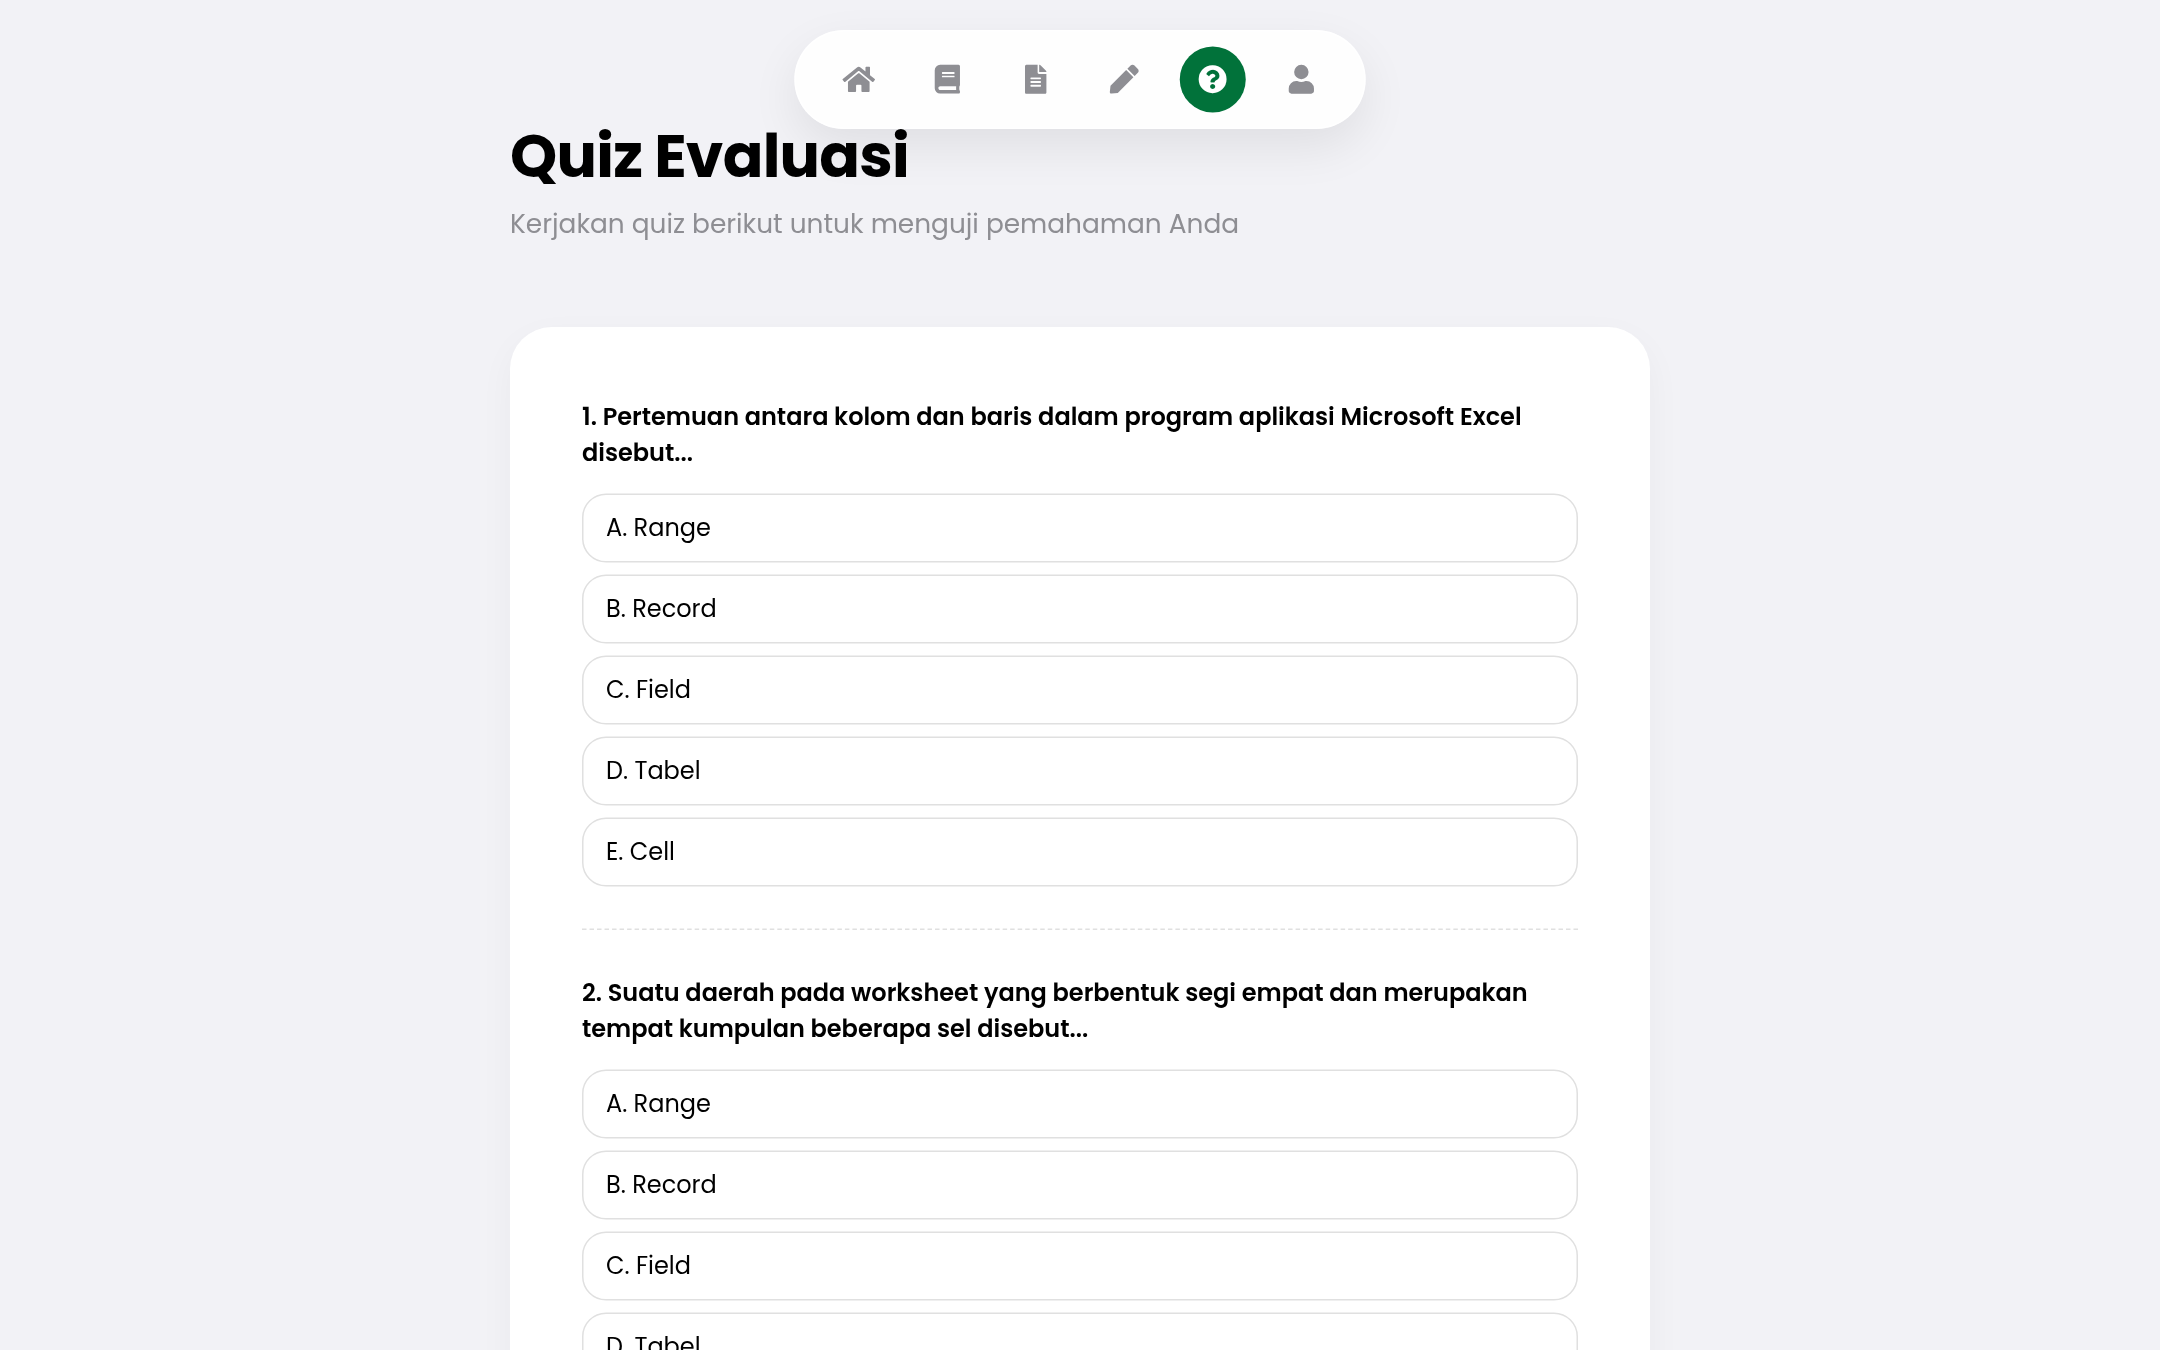 Quiz Evaluasi
Kerjakan quiz berikut untuk menguji pemahaman Anda
1. Pertemuan antara kolom dan baris dalam program aplikasi Microsoft Excel
disebut...
A. Range
B. Record
C. Field
D. Tabel
E. Cell
2. Suatu daerah pada worksheet yang berbentuk segi empat dan merupakan
tempat kumpulan beberapa sel disebut...
A. Range
B. Record
C. Field
D. Tabel